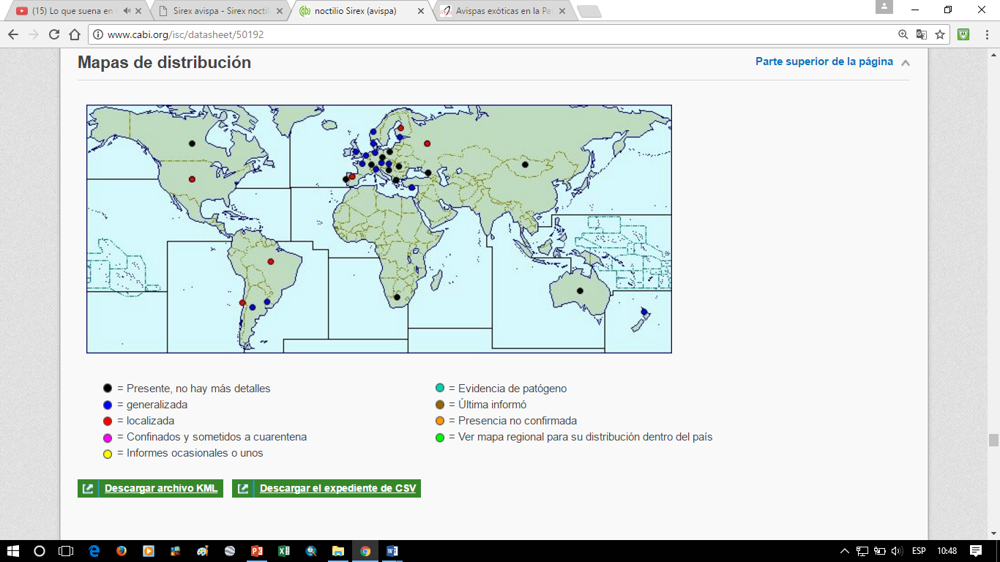 (15) Lo que suena en
Sirex avispa - Sirex noctil
noctilio Sirex (avispa)
Avispas exóticas en la Pa
www.cabi.org/isc/datasheet/50192
Mapas de distribución
Parte superior de la página
= Presente, no hay más detalles
= generalizada
= localizada
= Confinados y sometidos a cuarentena
= Informes ocasionales o unos
= Evidencia de patógeno
= Última informó
= Presencia no confirmada
= Ver mapa regional para su distribución dentro del país
Descargar archivo KML
Descargar el expediente de CSV
ESP
10:48